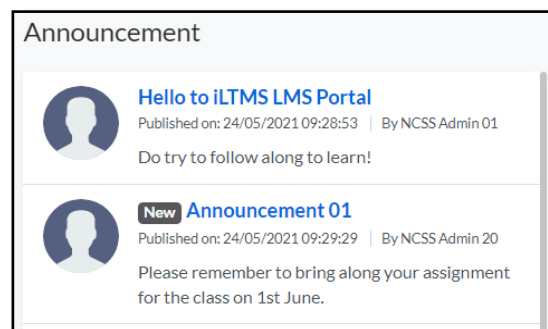 Announcement
Hello to iLTMS LMS Portal
Published on: 24/05/2021 09:28:53 | By NCSS Admin 01
Do try to follow along to learn!
New Announcement 01
Published on: 24/05/2021 09:29:29 | By NCSS Admin 20
Please remember to bring along your assignment
for the class on 1st June.